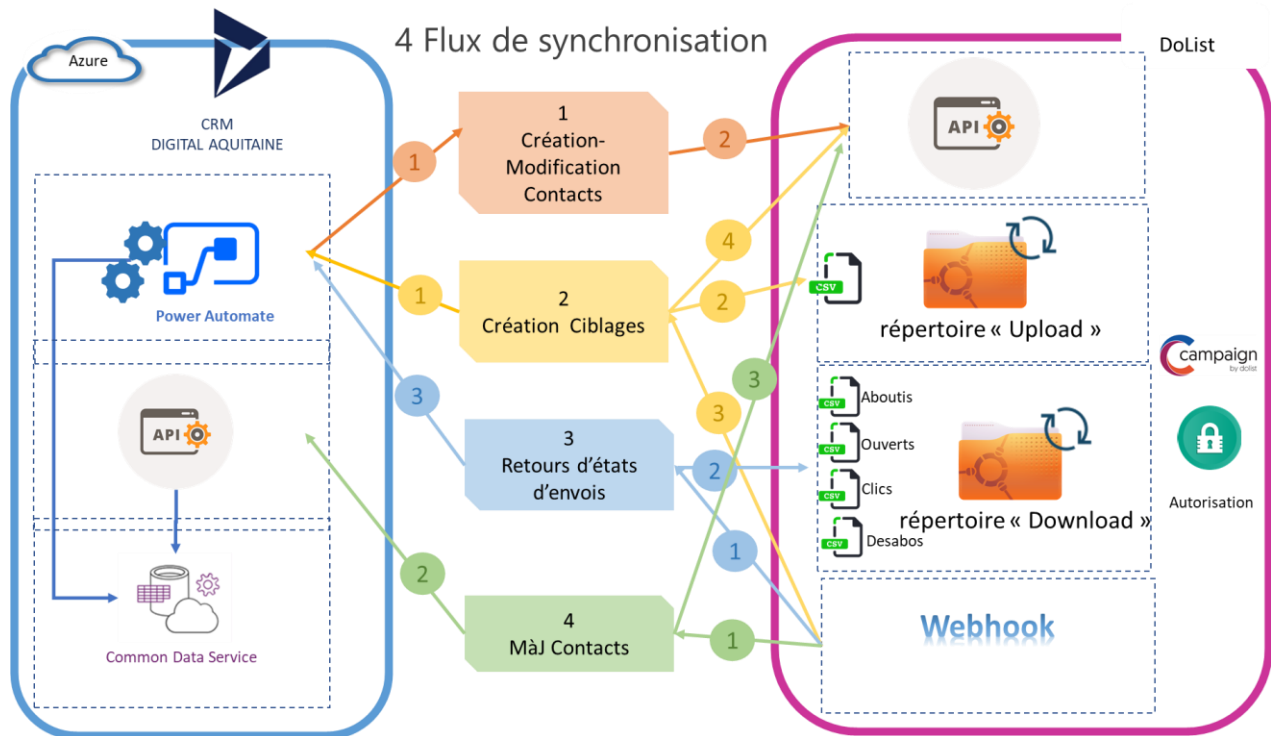 4 Flux de synchronisation
Azure
CRM
DIGITAL AQUITAINE
Power Automate
API
Common Data Service
1
Création-
Modification
Contacts
2
Création Ciblages
3
Retours d’états
d’envois
4
MàJ Contacts
1
2
1
4
2
3
3
3
2
1
2
1
DoList
API
CSV
répertoire « Upload »
CSV
Aboutis
CSV
Ouverts
CSV
Clics
CSV
Desabos
répertoire « Download »
campaign
by dolist
Autorisation
Webhook